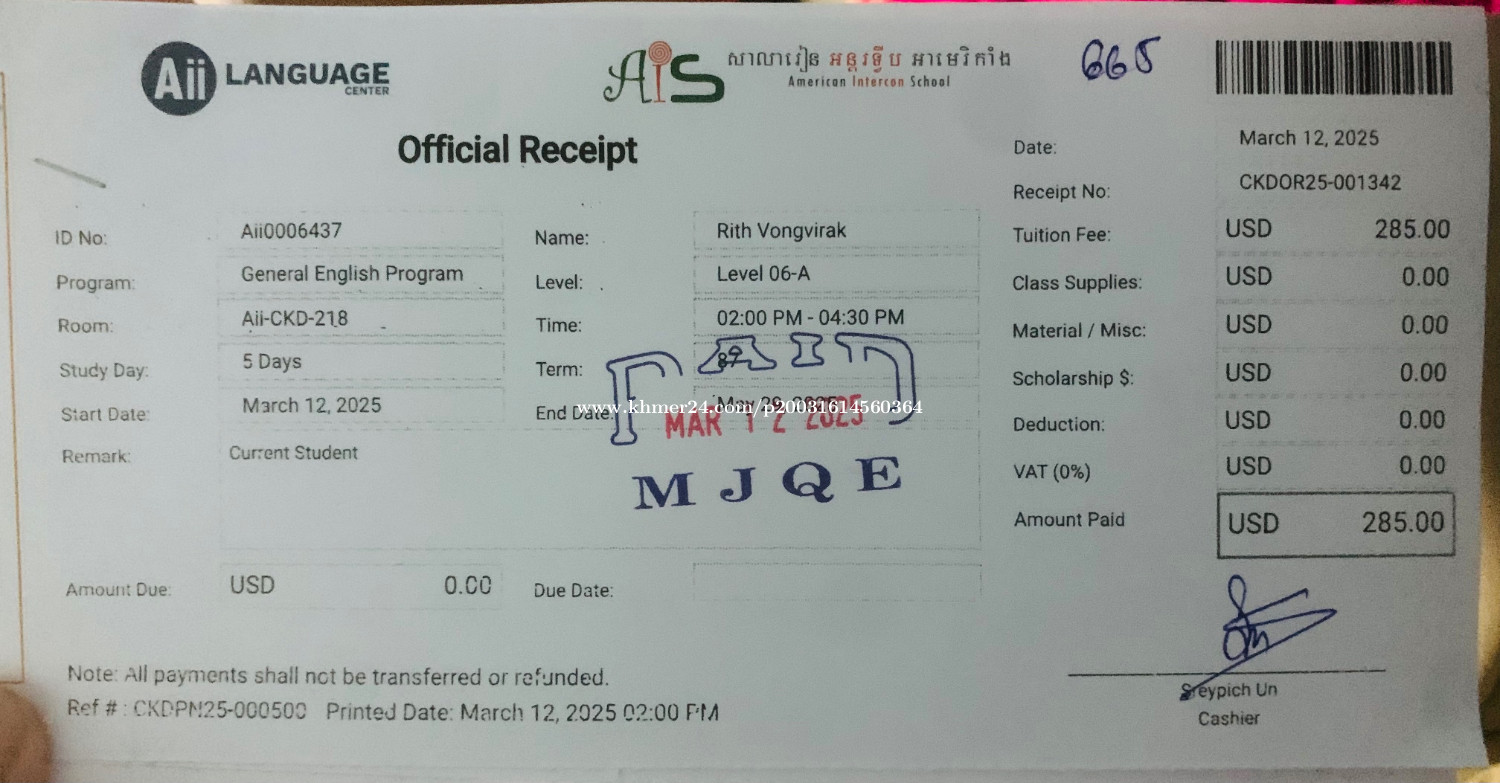 Aii LANGUAGE
CENTER
AiS សាលារៀន អន្តរទ្វីប អាមេរិកាំង
American Intercon School
665
Official Receipt
Date: March 12, 2025
Receipt No: CKDOR25-001342
ID No: Aii0006437 Name: Rith Vongvirak Tuition Fee: USD 285.00
Program: General English Program Level: Level 06-A Class Supplies: USD 0.00
Room: Aii-CKD-218 Time: 02:00 PM - 04:30 PM Material / Misc: USD 0.00
Study Day: 5 Days Term: 89 Scholarship $: USD 0.00
PAID
Start Date: March 12, 2025 End Date: May Deduction: USD 0.00
www.khmer24.com/p20031614560364
MAR 12 2025
Remark: Current Student VAT (0%) USD 0.00
M J Q E
Amount Paid USD 285.00
Amount Due: USD 0.00 Due Date:
Note: All payments shall not be transferred or refunded.
Ref # : CKDPN25-000500 Printed Date: March 12, 2025 02:00 PM
Sreypich Un
Cashier